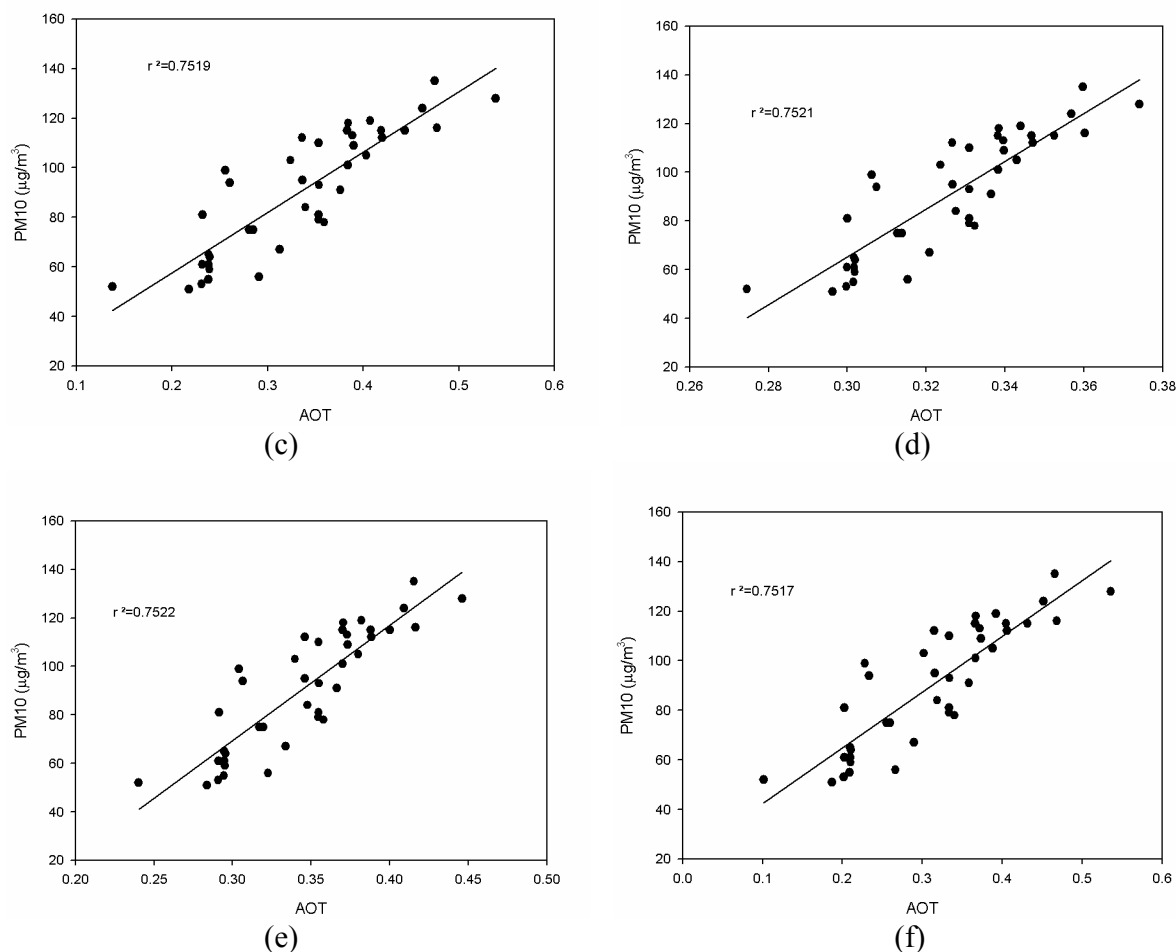 160
140
120
100
80
60
40
20
PM10 (µg/m³)
r ²=0.7519
0.1 0.2 0.3 0.4 0.5 0.6
AOT
(c)
160
140
120
100
80
60
40
20
PM10 (µg/m³)
r ²=0.7521
0.26 0.28 0.30 0.32 0.34 0.36 0.38
AOT
(d)
160
140
120
100
80
60
40
20
PM10 (µg/m³)
r ²=0.7522
0.20 0.25 0.30 0.35 0.40 0.45 0.50
AOT
(e)
160
140
120
100
80
60
40
20
PM10 (µg/m³)
r ²=0.7517
0.0 0.1 0.2 0.3 0.4 0.5 0.6
AOT
(f)